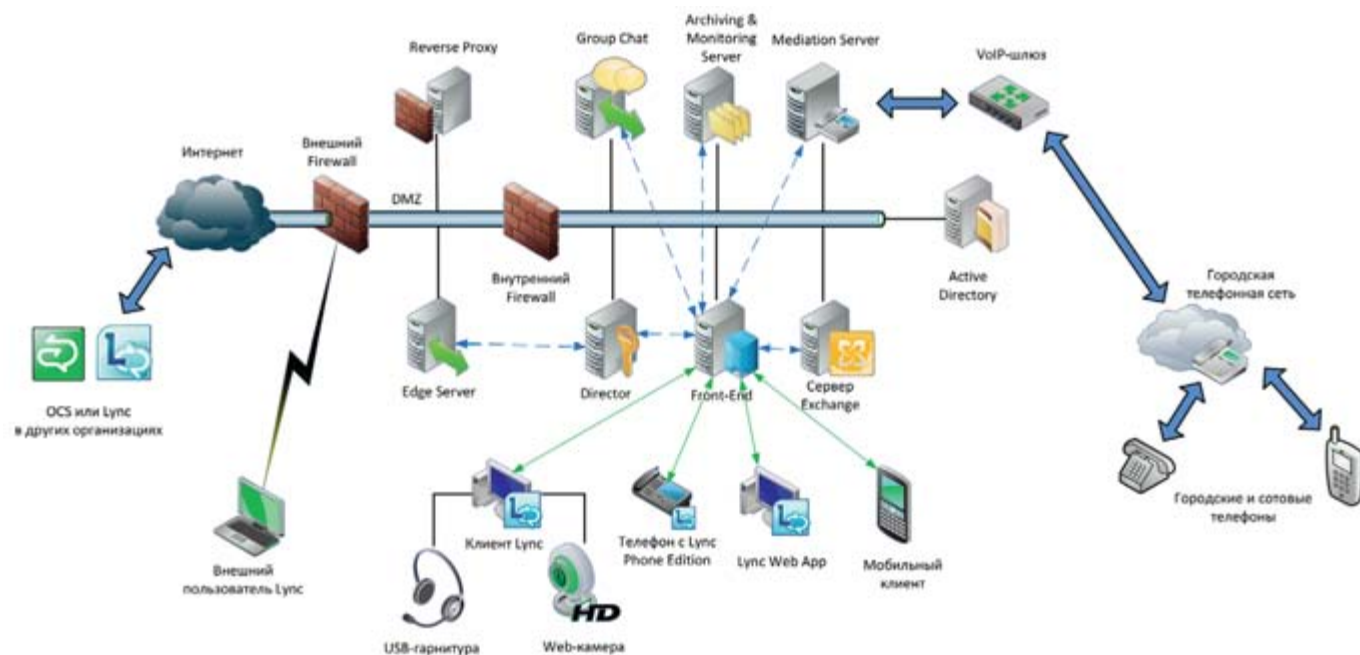 Reverse Proxy
Group Chat
Archiving &
Monitoring
Server
Mediation Server
VoIP-шлюз
Интернет
Внешний
Firewall
DMZ
Внутренний
Firewall
Active
Directory
Городская
телефонная сеть
OCS или Lync
в других организациях
Edge Server
Director
Front-End
Сервер
Exchange
Внешний
пользователь Lync
Клиент Lync
Телефон с Lync
Phone Edition
Lync Web App
Мобильный
клиент
Городские и сотовые
телефоны
USB-гарнитура
HD
Web-камера